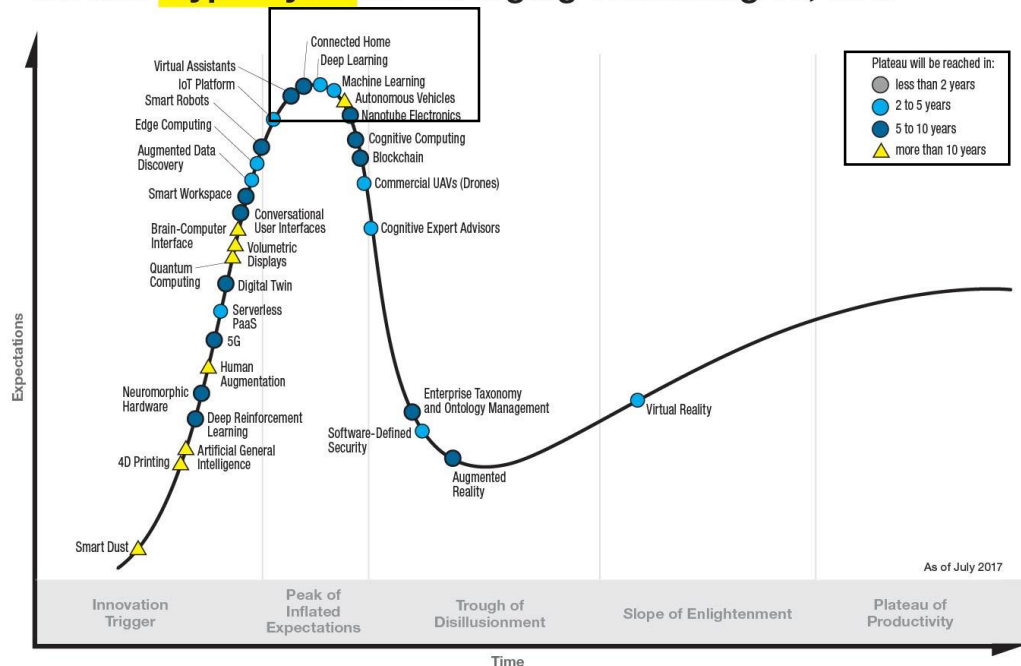 Connected Home
Deep Learning
Virtual Assistants
Machine Learning
IoT Platform
Autonomous Vehicles
Smart Robots
Nanotube Electronics
Edge Computing
Cognitive Computing
Augmented Data
Discovery
Blockchain
Commercial UAVs (Drones)
Smart Workspace
Conversational
User Interfaces
Brain-Computer
Interface
Cognitive Expert Advisors
Volumetric
Displays
Quantum
Computing
Digital Twin
Serverless
PaaS
5G
Human
Augmentation
Neuromorphic
Hardware
Deep Reinforcement
Learning
Artificial General
Intelligence
4D Printing
Smart Dust
Enterprise Taxonomy
and Ontology Management
Software-Defined
Security
Augmented
Reality
Virtual Reality
Plateau will be reached in:
less than 2 years
2 to 5 years
5 to 10 years
more than 10 years
As of July 2017
Expectations
Innovation
Trigger
Peak of
Inflated
Expectations
Trough of
Disillusionment
Slope of Enlightenment
Plateau of
Productivity
Time